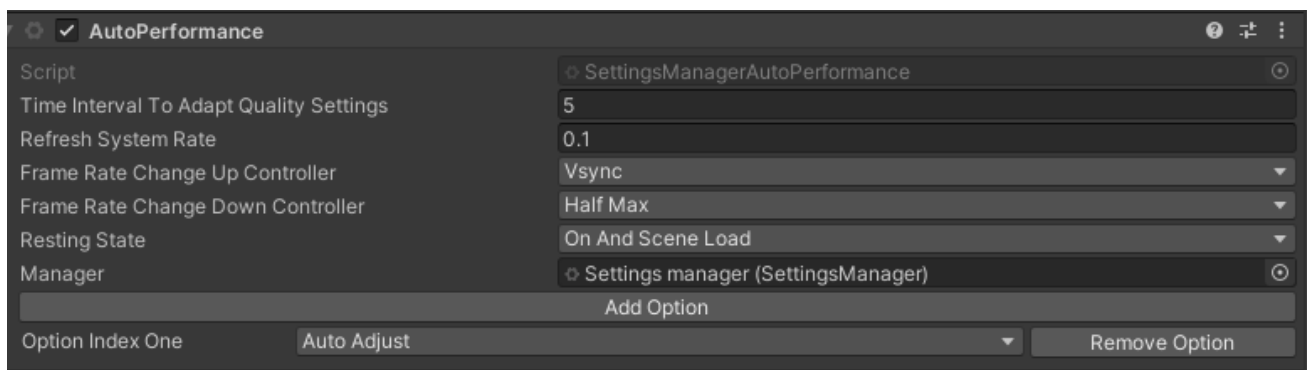 AutoPerformance
Script SettingsManagerAutoPerformance
Time Interval To Adapt Quality Settings 5
Refresh System Rate 0.1
Frame Rate Change Up Controller Vsync
Frame Rate Change Down Controller Half Max
Resting State On And Scene Load
Manager Settings manager (SettingsManager)
Add Option
Option Index One Auto Adjust Remove Option